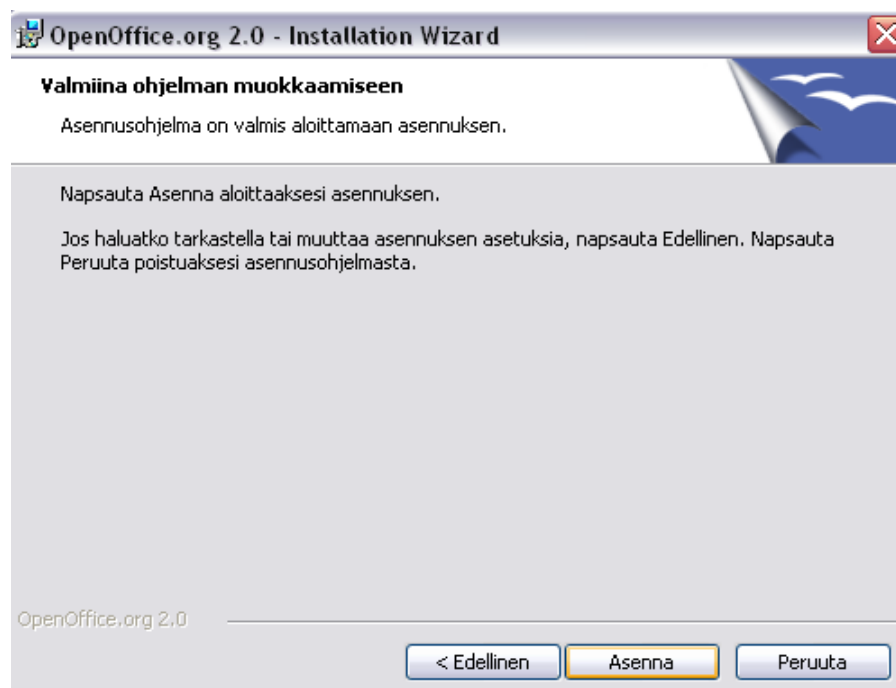 OpenOffice.org 2.0 - Installation Wizard
Valmiina ohjelman muokkaamiseen
Asennusohjelma on valmis aloittamaan asennuksen.
Napsauta Asenna aloittaaksesi asennuksen.
Jos haluatko tarkastella tai muuttaa asennuksen asetuksia, napsauta Edellinen. Napsauta
Peruuta poistuaksesi asennusohjelmasta.
OpenOffice.org 2.0
< Edellinen Asenna Peruuta